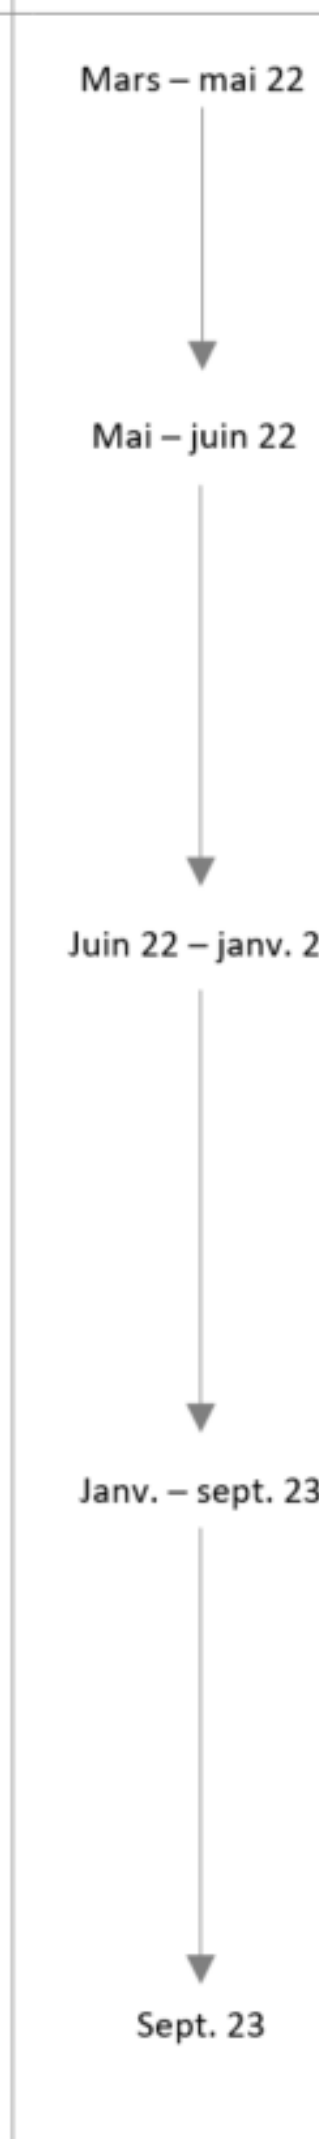 Mars – mai 22
Mai – juin 22
Juin 22 – janv. 2
Janv. – sept. 23
Sept. 23